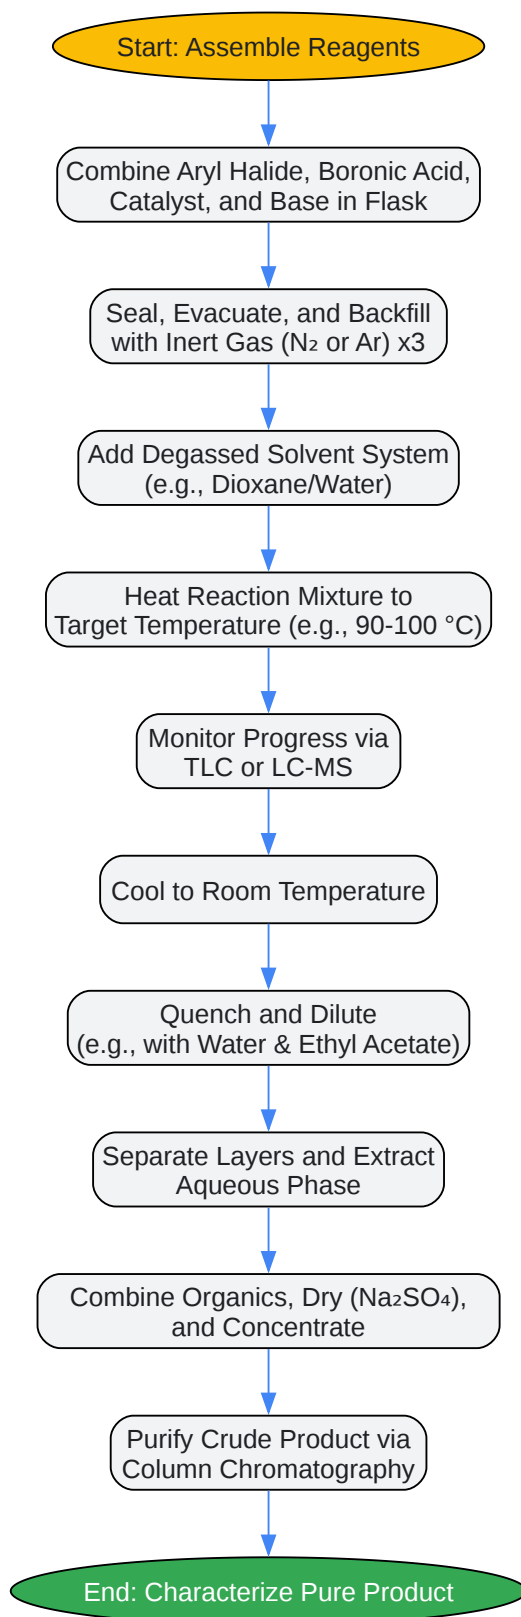 Start: Assemble Reagents
Combine Aryl Halide, Boronic Acid,
Catalyst, and Base in Flask
Seal, Evacuate, and Backfill
with Inert Gas (N₂ or Ar) x3
Add Degassed Solvent System
(e.g., Dioxane/Water)
Heat Reaction Mixture to
Target Temperature (e.g., 90-100 °C)
Monitor Progress via
TLC or LC-MS
Cool to Room Temperature
Quench and Dilute
(e.g., with Water & Ethyl Acetate)
Separate Layers and Extract
Aqueous Phase
Combine Organics, Dry (Na₂SO₄),
and Concentrate
Purify Crude Product via
Column Chromatography
End: Characterize Pure Product